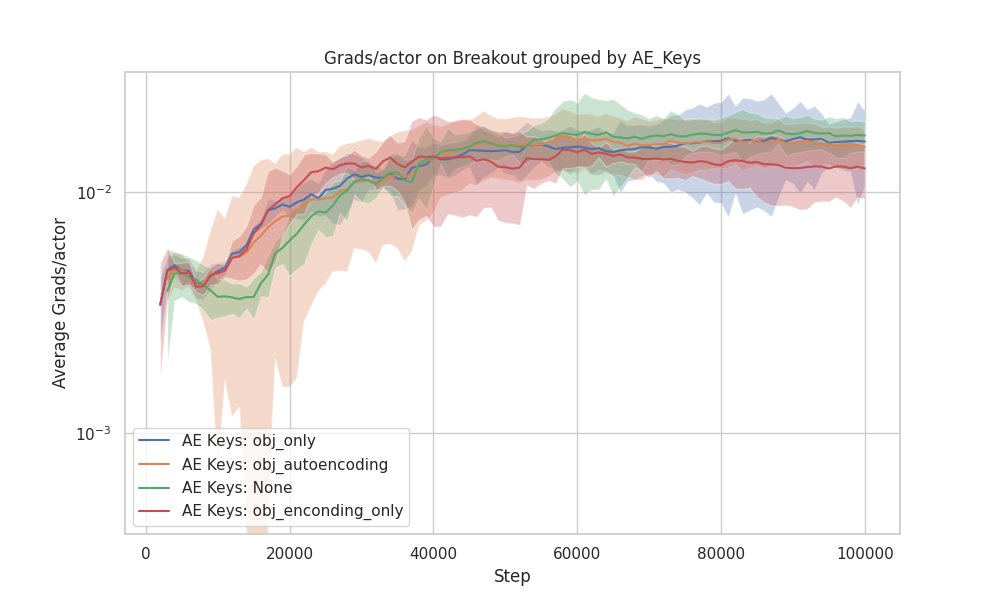 Grads/actor on Breakout grouped by AE_Keys
Average Grads/actor
10⁻²
10⁻³
AE Keys: obj_only
AE Keys: obj_autoencoding
AE Keys: None
AE Keys: obj_enconding_only
0 20000 40000 60000 80000 100000
Step